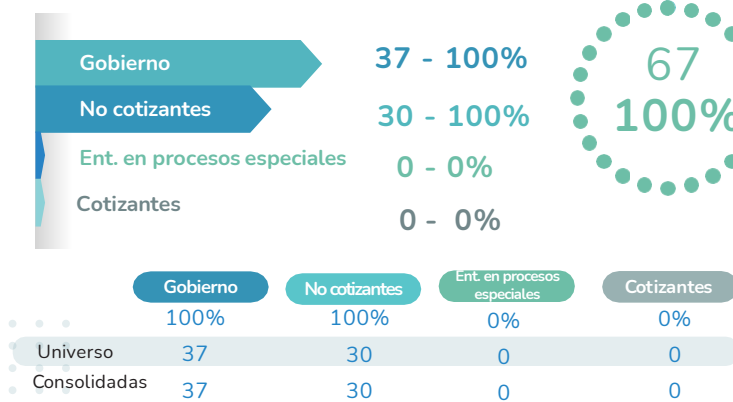 Gobierno 37 - 100%
No cotizantes 30 - 100%
Ent. en procesos especiales 0 - 0%
Cotizantes 0 - 0%
67
100%
Gobierno No cotizantes Ent. en procesos especiales Cotizantes
100% 100% 0% 0%
Universo 37 30 0 0
Consolidadas 37 30 0 0